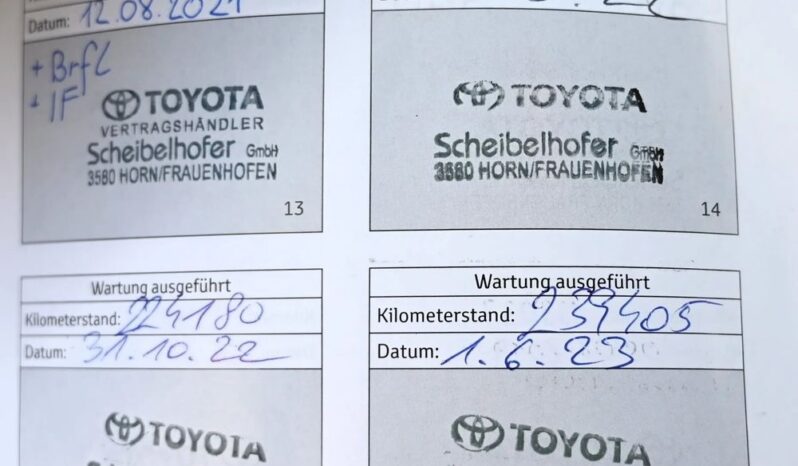 Datum: 12.08.2021
+ Brfl
+ IF
TOYOTA
VERTRAGSHÄNDLER
Scheibelhofer GmbH
3580 HORN/FRAUENHOFEN
13
TOYOTA
Scheibelhofer GmbH
3580 HORN/FRAUENHOFEN
14
Wartung ausgeführt
Kilometerstand: 224180
Datum: 31.10.22
TOYOTA
Wartung ausgeführt
Kilometerstand: 239405
Datum: 1.6.23
TOYOTA